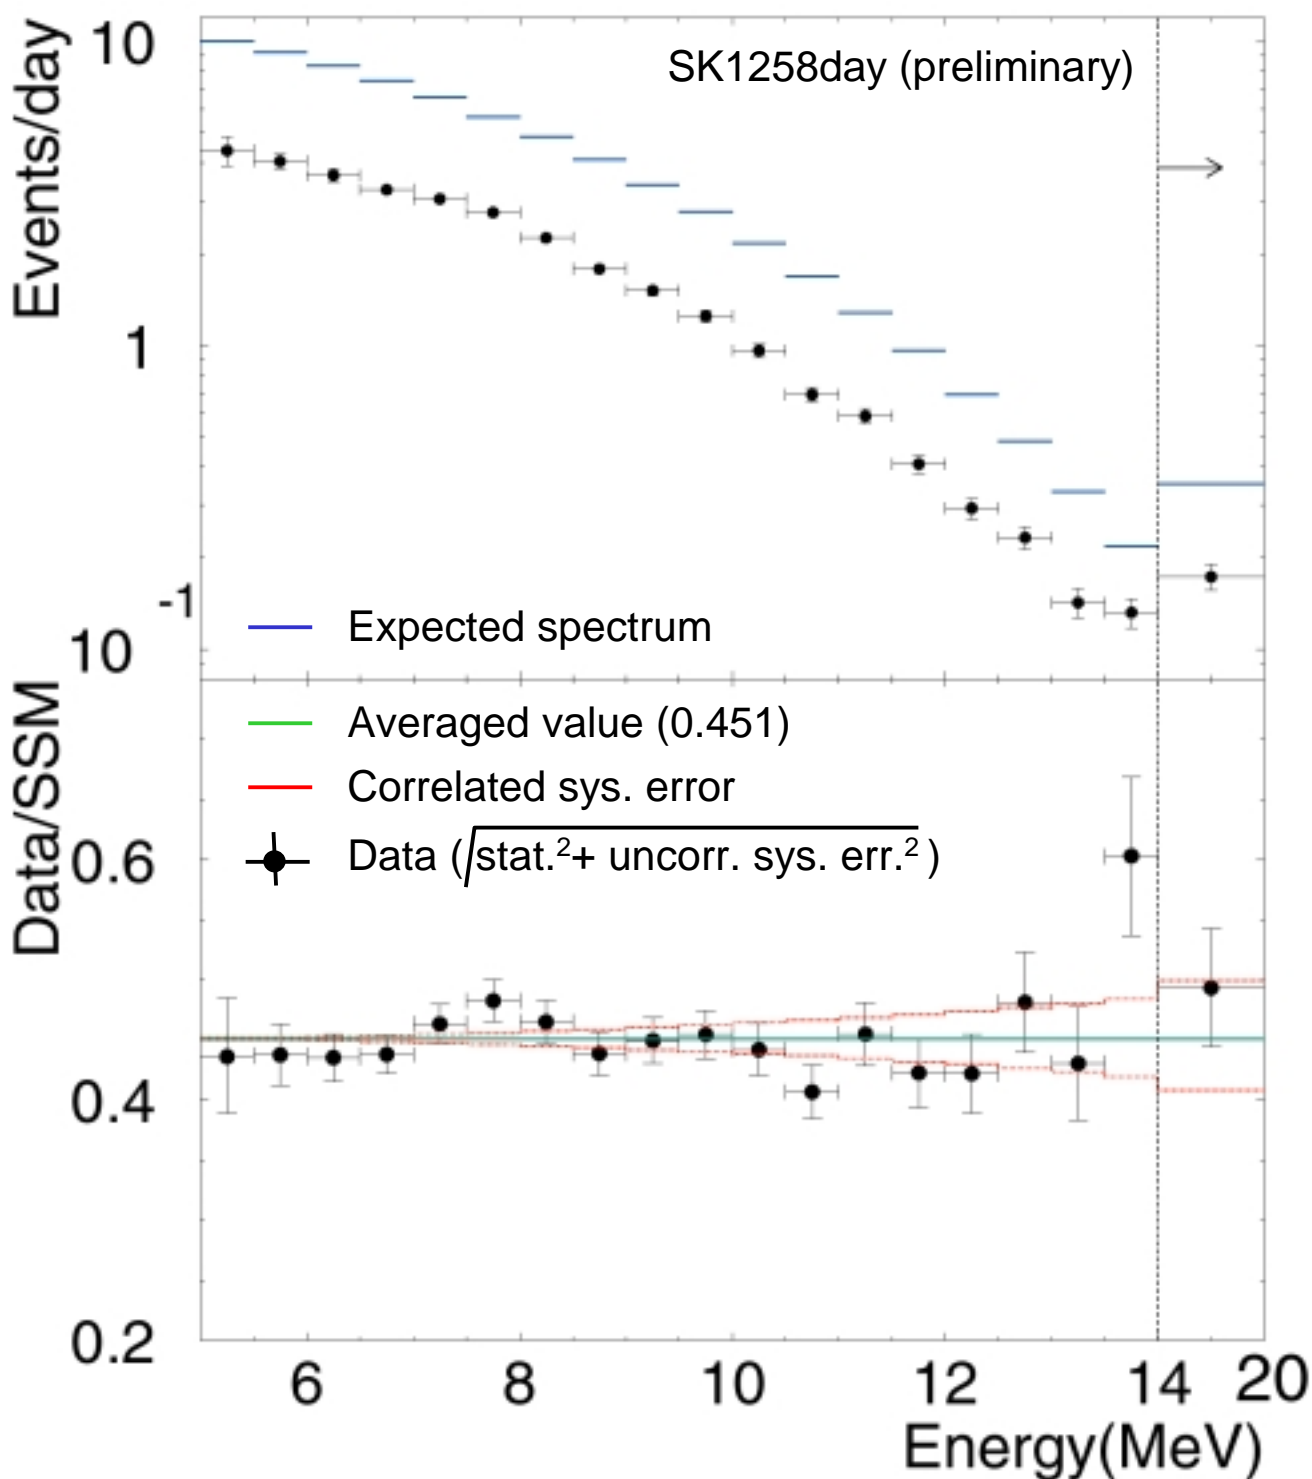 Events/day
10
SK1258day (preliminary)
1
10-1
Expected spectrum
Data/SSM
Averaged value (0.451)
Correlated sys. error
Data (√stat.²+ uncorr. sys. err.²)
0.6
0.4
0.2
6 8 10 12 14 20
Energy(MeV)